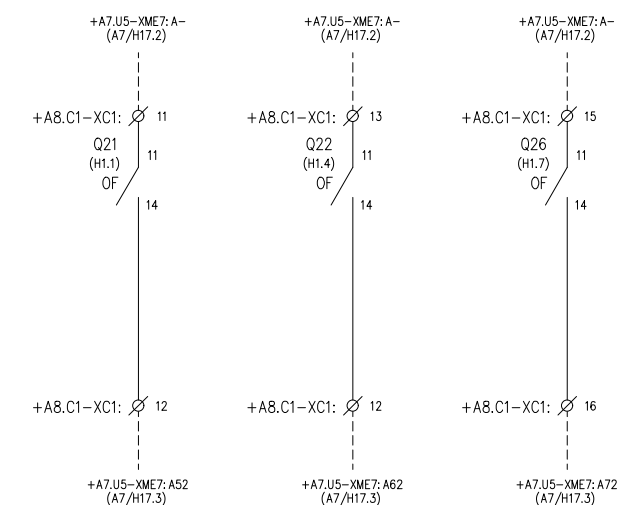 +A7.U5-XME7: A- +A7.U5-XME7: A- +A7.U5-XME7: A-
(A7/H17.2) (A7/H17.2) (A7/H17.2)
+A8.C1-XC1: 11 +A8.C1-XC1: 13 +A8.C1-XC1: 15
Q21 11 Q22 11 Q26 11
(H1.1) (H1.4) (H1.7)
OF OF OF
14 14 14
+A8.C1-XC1: 12 +A8.C1-XC1: 12 +A8.C1-XC1: 16
+A7.U5-XME7: A52 +A7.U5-XME7: A62 +A7.U5-XME7: A72
(A7/H17.3) (A7/H17.3) (A7/H17.3)